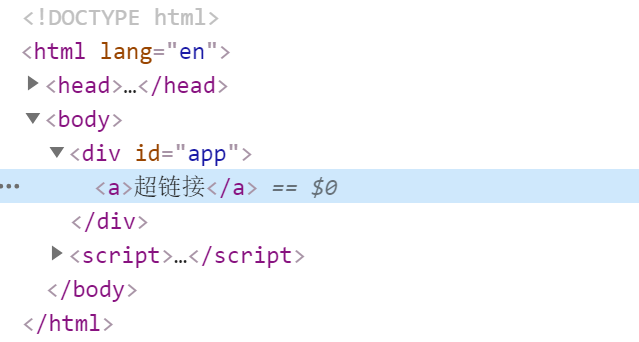 <!DOCTYPE html>
<html lang="en">
<head>…</head>
<body>
<div id="app">
… <a>超链接</a> == $0
</div>
<script>…</script>
</body>
</html>